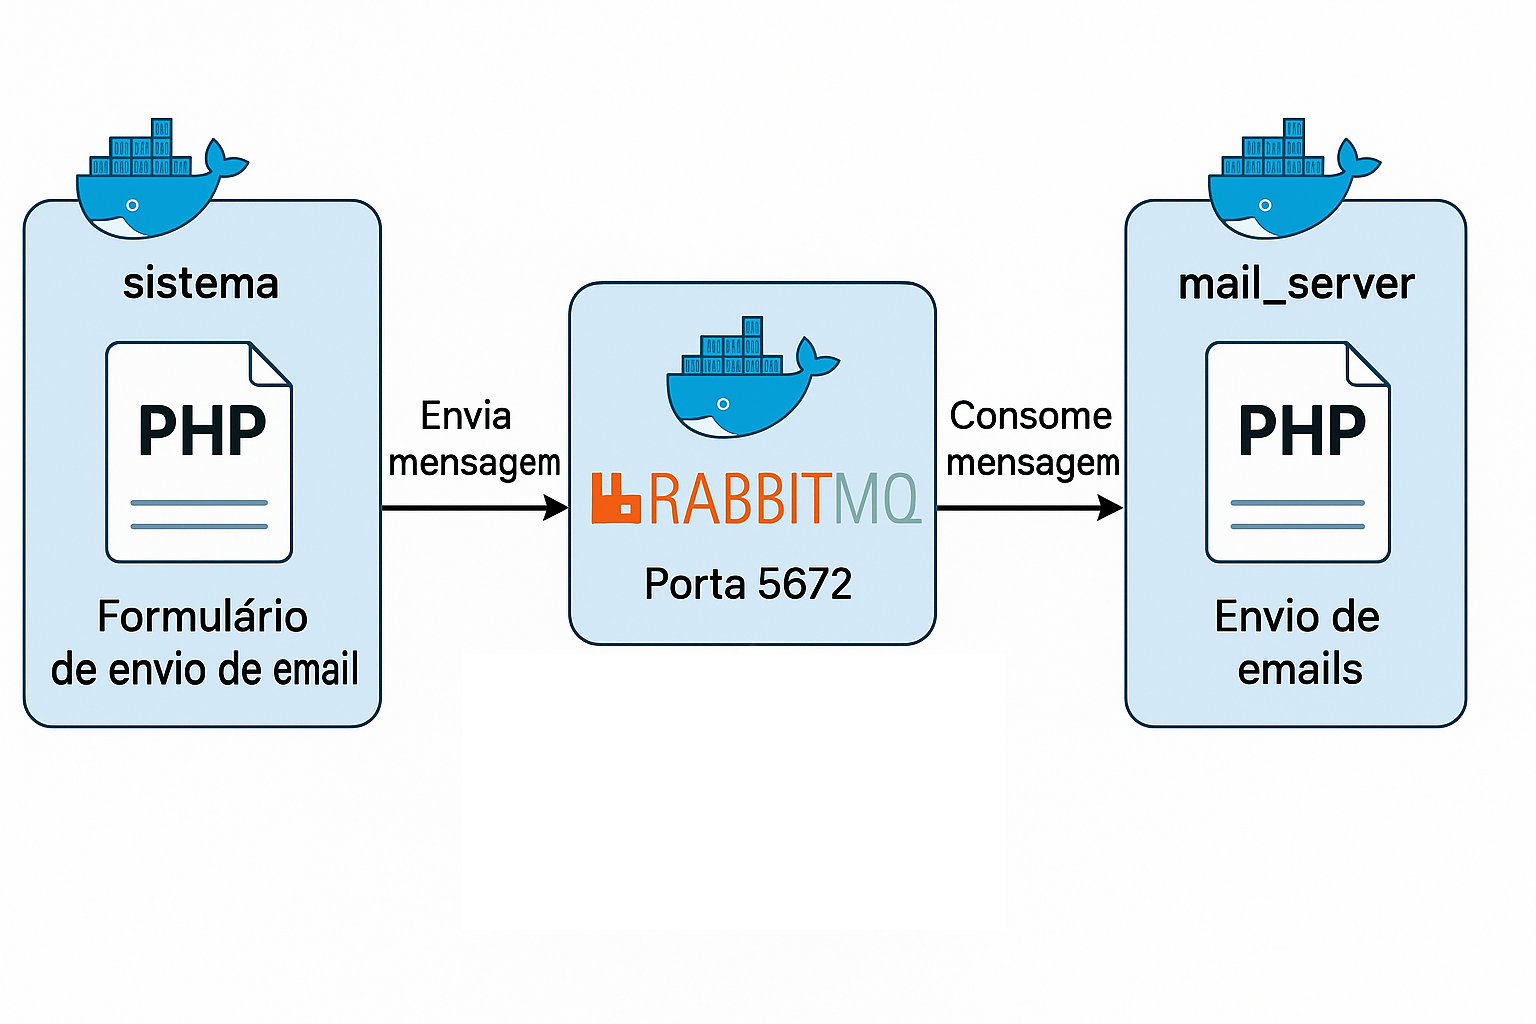 sistema
PHP
Formulário
de envio de email
Envia
mensagem
RABBITMQ
Porta 5672
Consome
mensagem
mail_server
PHP
Envio de
emails